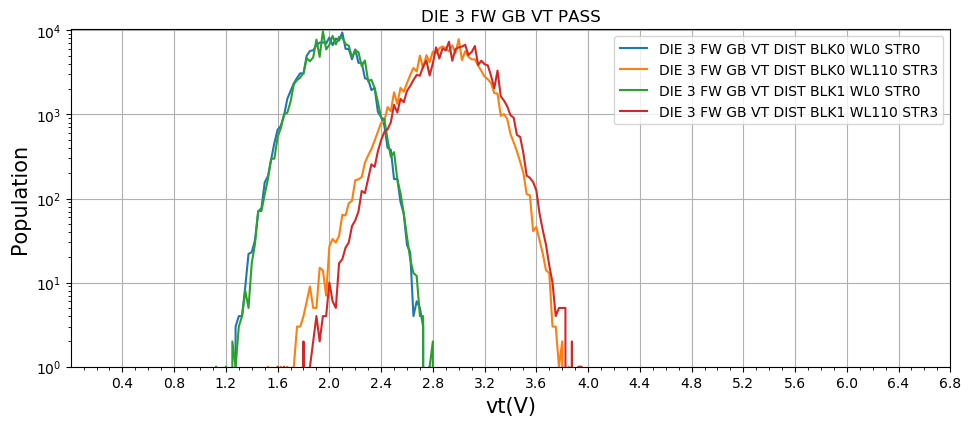 DIE 3 FW GB VT PASS
DIE 3 FW GB VT DIST BLK0 WL0 STR0
DIE 3 FW GB VT DIST BLK0 WL110 STR3
DIE 3 FW GB VT DIST BLK1 WL0 STR0
DIE 3 FW GB VT DIST BLK1 WL110 STR3
Population
10^4
10^3
10^2
10^1
10^0
0.4 0.8 1.2 1.6 2.0 2.4 2.8 3.2 3.6 4.0 4.4 4.8 5.2 5.6 6.0 6.4 6.8
vt(V)